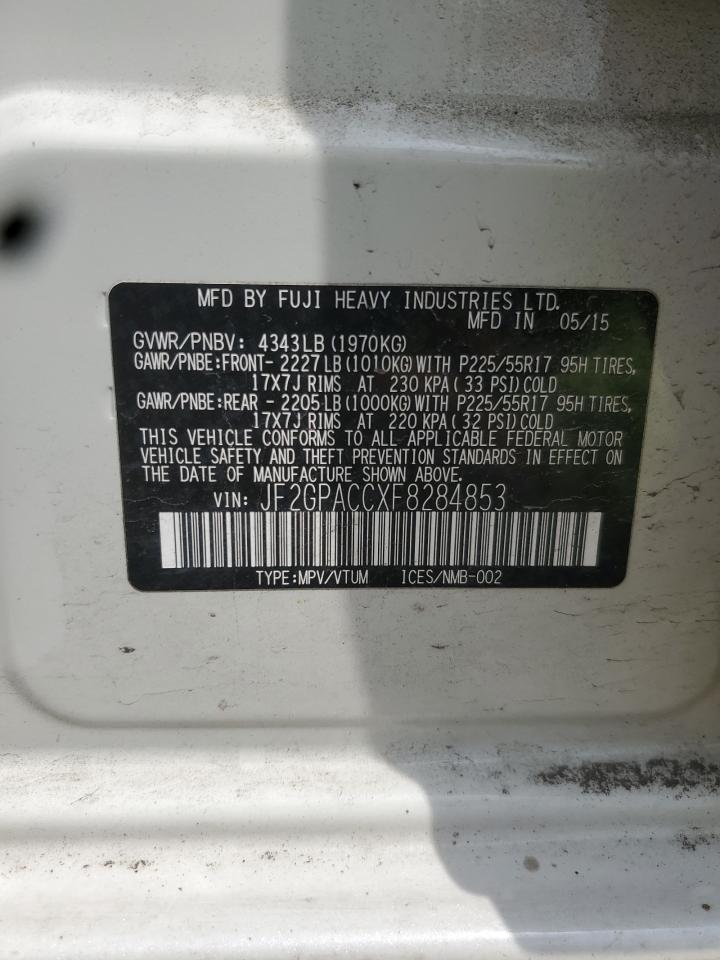 MFD BY FUJI HEAVY INDUSTRIES LTD.
MFD IN 05/15
GVWR/PNBV: 4343LB (1970KG)
GAWR/PNBE:FRONT- 2227LB (1010KG) WITH P225/55R17 95H TIRES,
17X7J RIMS AT 230 KPA ( 33 PSI) COLD
GAWR/PNBE:REAR - 2205LB (1000KG) WITH P225/55R17 95H TIRES,
17X7J RIMS AT 220 KPA ( 32 PSI) COLD
THIS VEHICLE CONFORMS TO ALL APPLICABLE FEDERAL MOTOR
VEHICLE SAFETY AND THEFT PREVENTION STANDARDS IN EFFECT ON
THE DATE OF MANUFACTURE SHOWN ABOVE.
VIN: JF2GPACCXF8284853
TYPE:MPV/VTUM ICES/NMB-002